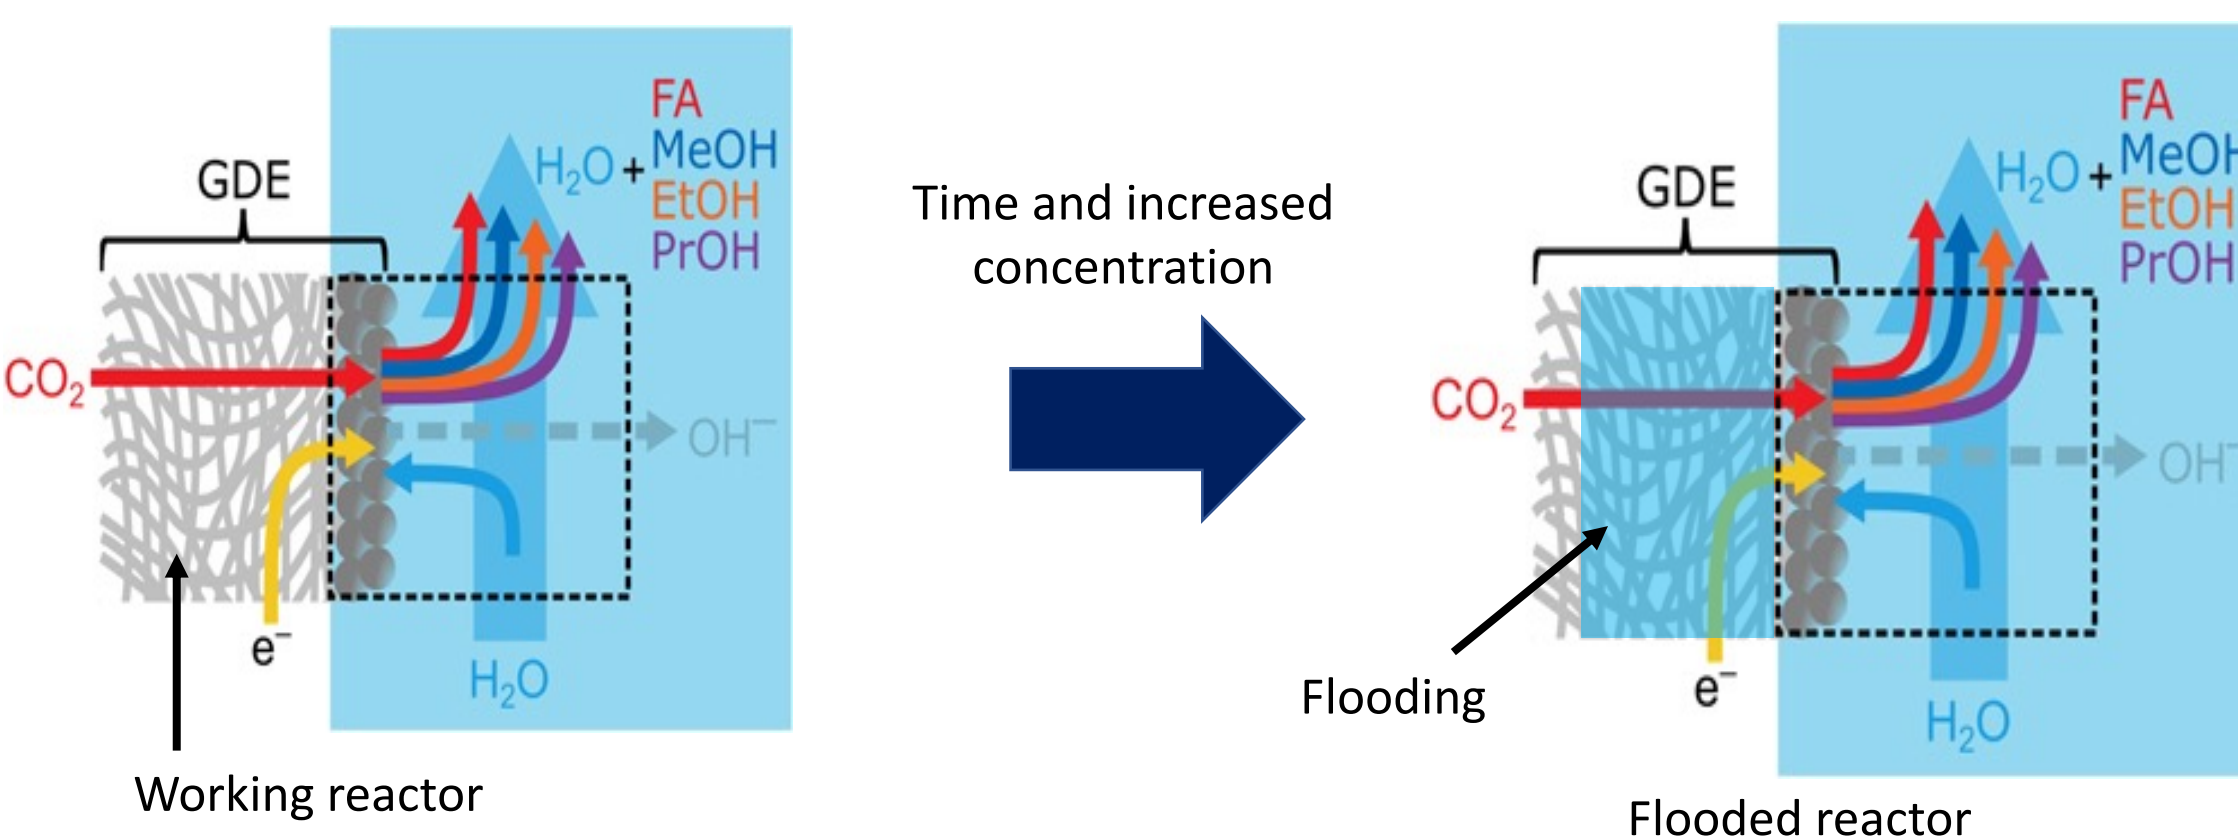 GDE
H₂O +
FA
MeOH
EtOH
PrOH
CO₂
OH⁻
e⁻
H₂O
Working reactor
Time and increased
concentration
GDE
H₂O +
FA
MeOH
EtOH
PrOH
CO₂
OH⁻
e⁻
H₂O
Flooding
Flooded reactor